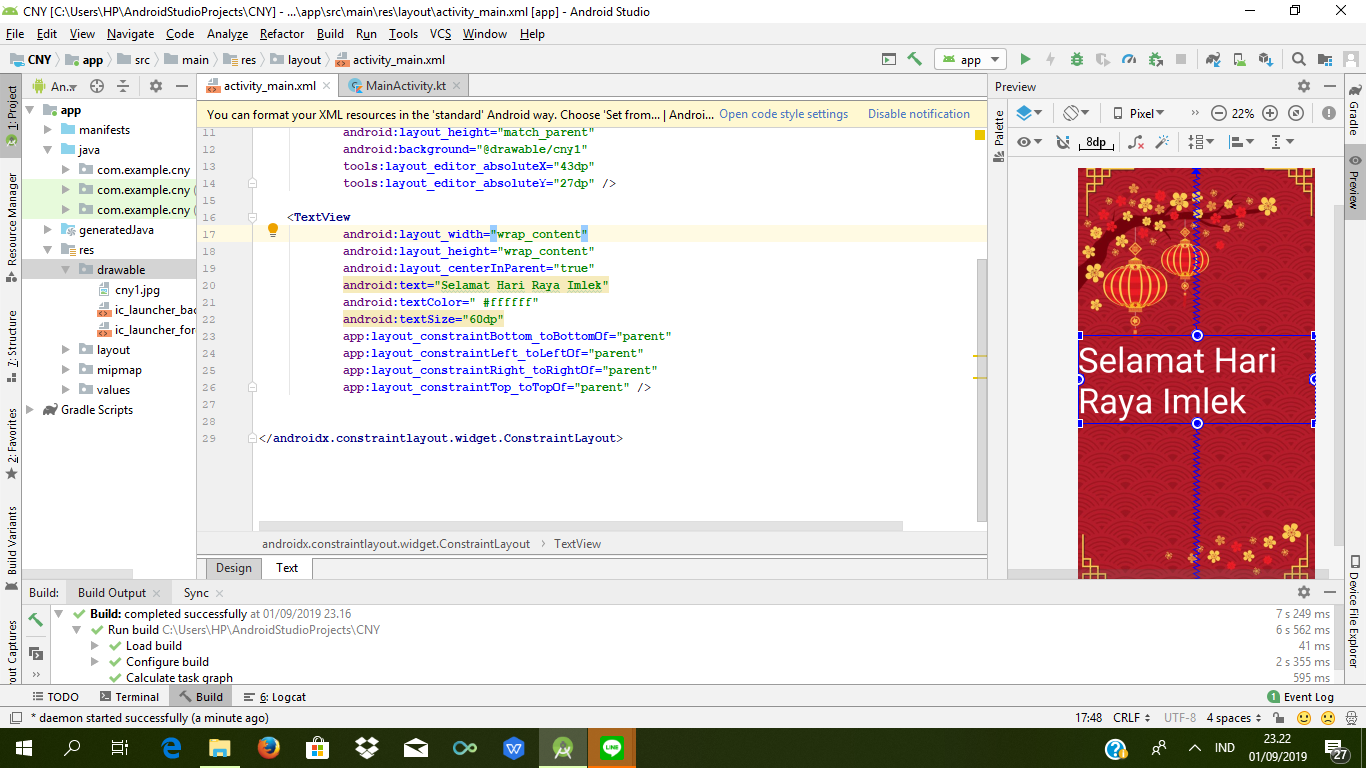 CNY [C:\Users\HP\AndroidStudioProjects\CNY] - ...\app\src\main\res\layout\activity_main.xml [app] - Android Studio
File Edit View Navigate Code Analyze Refactor Build Run Tools VCS Window Help
CNY app src main res layout activity_main.xml app
1: Project
Resource Manager
7: Structure
2: Favorites
Build Variants
out Captures
An..
app
manifests
java
com.example.cny
com.example.cny (
com.example.cny (
generatedJava
res
drawable
cny1.jpg
ic_launcher_bac
ic_launcher_for
layout
mipmap
values
Gradle Scripts
activity_main.xml MainActivity.kt
You can format your XML resources in the 'standard' Android way. Choose 'Set from... | Androi... Open code style settings Disable notification
11 android:layout_height="match_parent"
12 android:background="@drawable/cny1"
13 tools:layout_editor_absoluteX="43dp"
14 tools:layout_editor_absoluteY="27dp" />
15
16 <TextView
17 android:layout_width="wrap_content"
18 android:layout_height="wrap_content"
19 android:layout_centerInParent="true"
20 android:text="Selamat Hari Raya Imlek"
21 android:textColor=" #ffffff"
22 android:textSize="60dp"
23 app:layout_constraintBottom_toBottomOf="parent"
24 app:layout_constraintLeft_toLeftOf="parent"
25 app:layout_constraintRight_toRightOf="parent"
26 app:layout_constraintTop_toTopOf="parent" />
27
28
29 </androidx.constraintlayout.widget.ConstraintLayout>
androidx.constraintlayout.widget.ConstraintLayout › TextView
Design Text
Preview
Palette
Pixel 22%
8dp
Selamat Hari
Raya Imlek
Gradle
Preview
Device File Explorer
Build: Build Output Sync
Build: completed successfully at 01/09/2019 23.16 7 s 249 ms
Run build C:\Users\HP\AndroidStudioProjects\CNY 6 s 562 ms
Load build 41 ms
Configure build 2 s 355 ms
Calculate task graph 595 ms
TODO Terminal Build 6: Logcat 1 Event Log
* daemon started successfully (a minute ago) 17:48 CRLF UTF-8 4 spaces
IND
23.22
01/09/2019
27
LINE